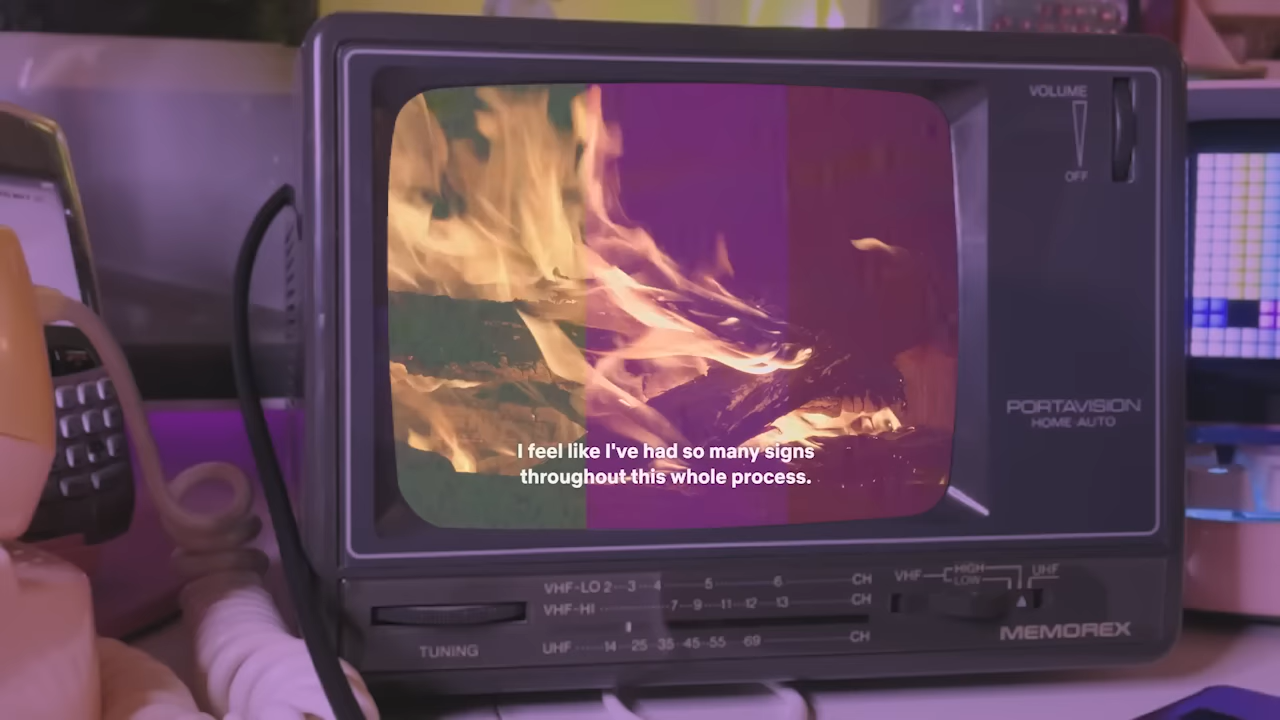 VOLUME
OFF
PORTAVISION
HOME AUTO
I feel like I've had so many signs
throughout this whole process.
VHF-LO 2 3 4 5 6 CH
VHF-HI 7 9 11 12 13 CH
UHF 14 25 35 45 55 69 CH
TUNING
VHF HIGH LOW UHF
MEMOREX